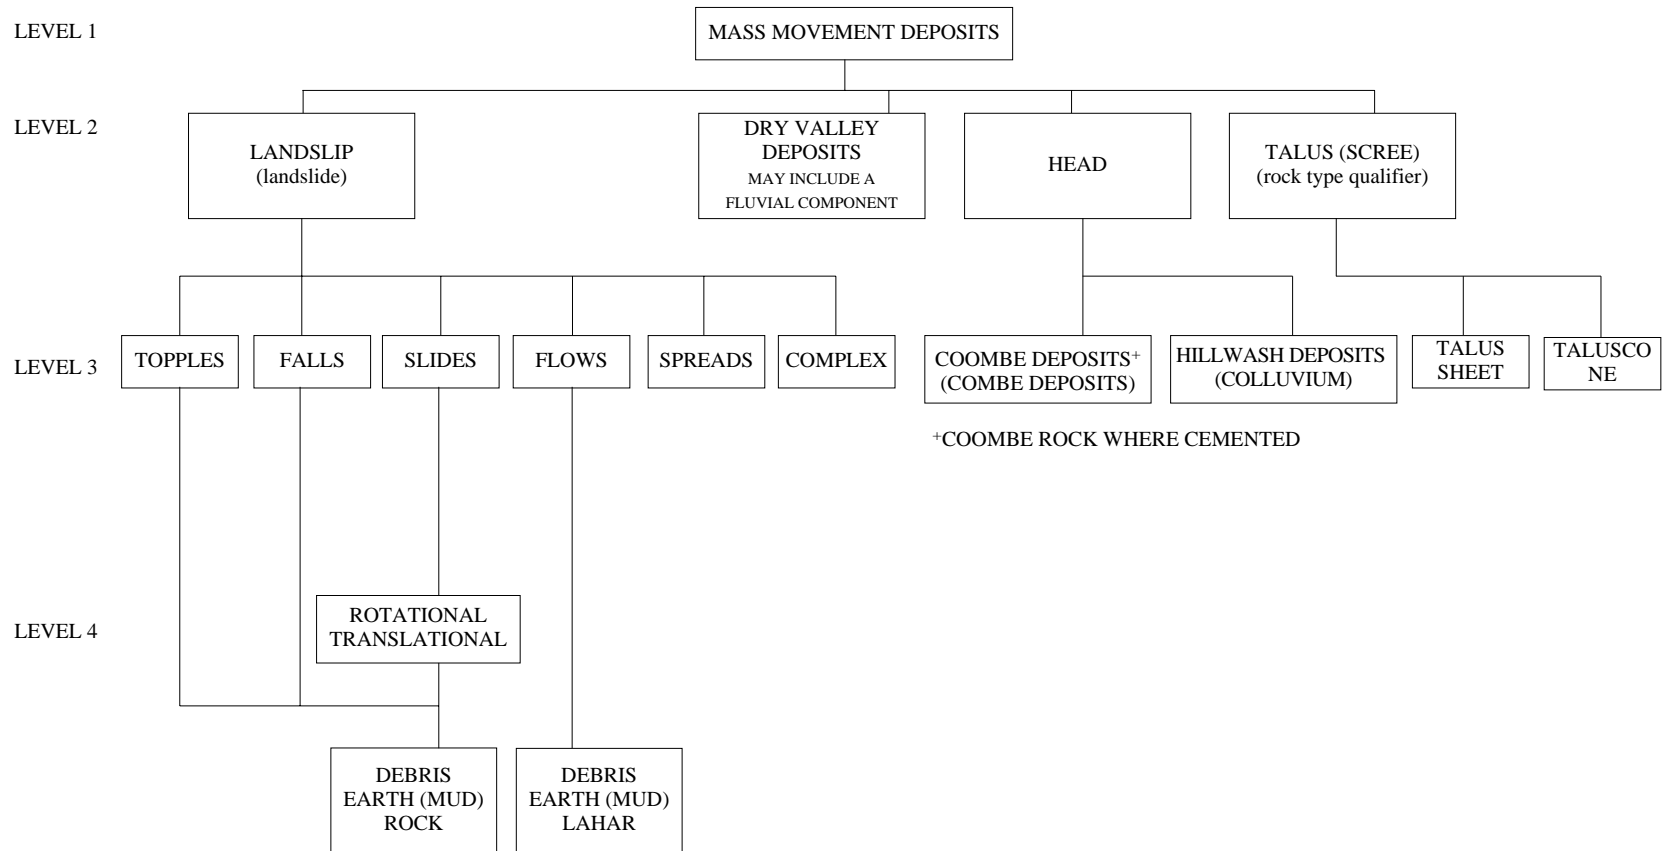 LEVEL 1
MASS MOVEMENT DEPOSITS
LEVEL 2
LANDSLIP
(landslide)
DRY VALLEY
DEPOSITS
MAY INCLUDE A
FLUVIAL COMPONENT
HEAD
TALUS (SCREE)
(rock type qualifier)
LEVEL 3
TOPPLES
FALLS
SLIDES
FLOWS
SPREADS
COMPLEX
COOMBE DEPOSITS+
(COMBE DEPOSITS)
HILLWASH DEPOSITS
(COLLUVIUM)
TALUS
SHEET
TALUSCO
NE
+COOMBE ROCK WHERE CEMENTED
LEVEL 4
ROTATIONAL
TRANSLATIONAL
DEBRIS
EARTH (MUD)
ROCK
DEBRIS
EARTH (MUD)
LAHAR